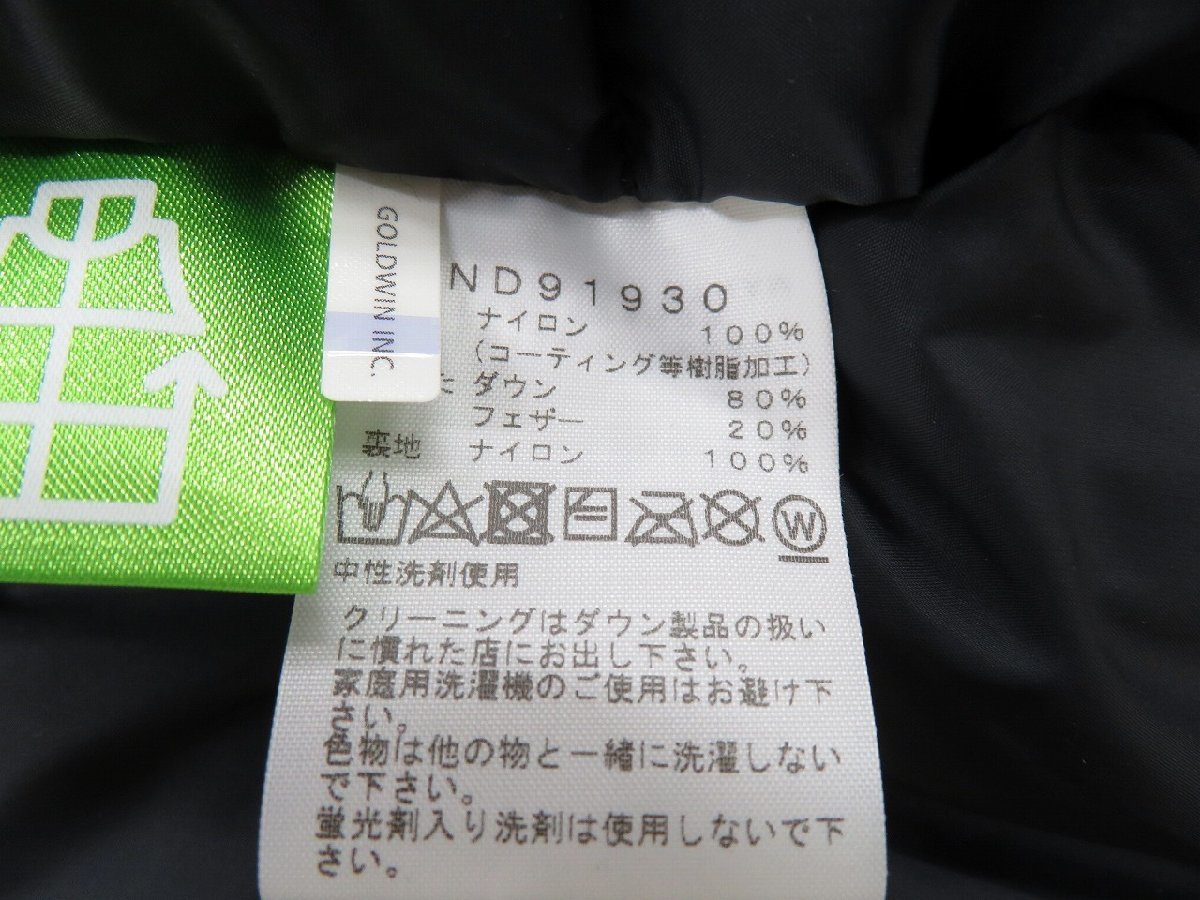 GOLDWIN INC.
ND91930
ナイロン 100%
(コーティング等樹脂加工)
ダウン 80%
フェザー 20%
裏地 ナイロン 100%
W
中性洗剤使用
クリーニングはダウン製品の扱い
に慣れた店にお出し下さい。
家庭用洗濯機のご使用はお避け下
さい。
色物は他の物と一緒に洗濯しない
で下さい。
蛍光剤入り洗剤は使用しないで下
さい。